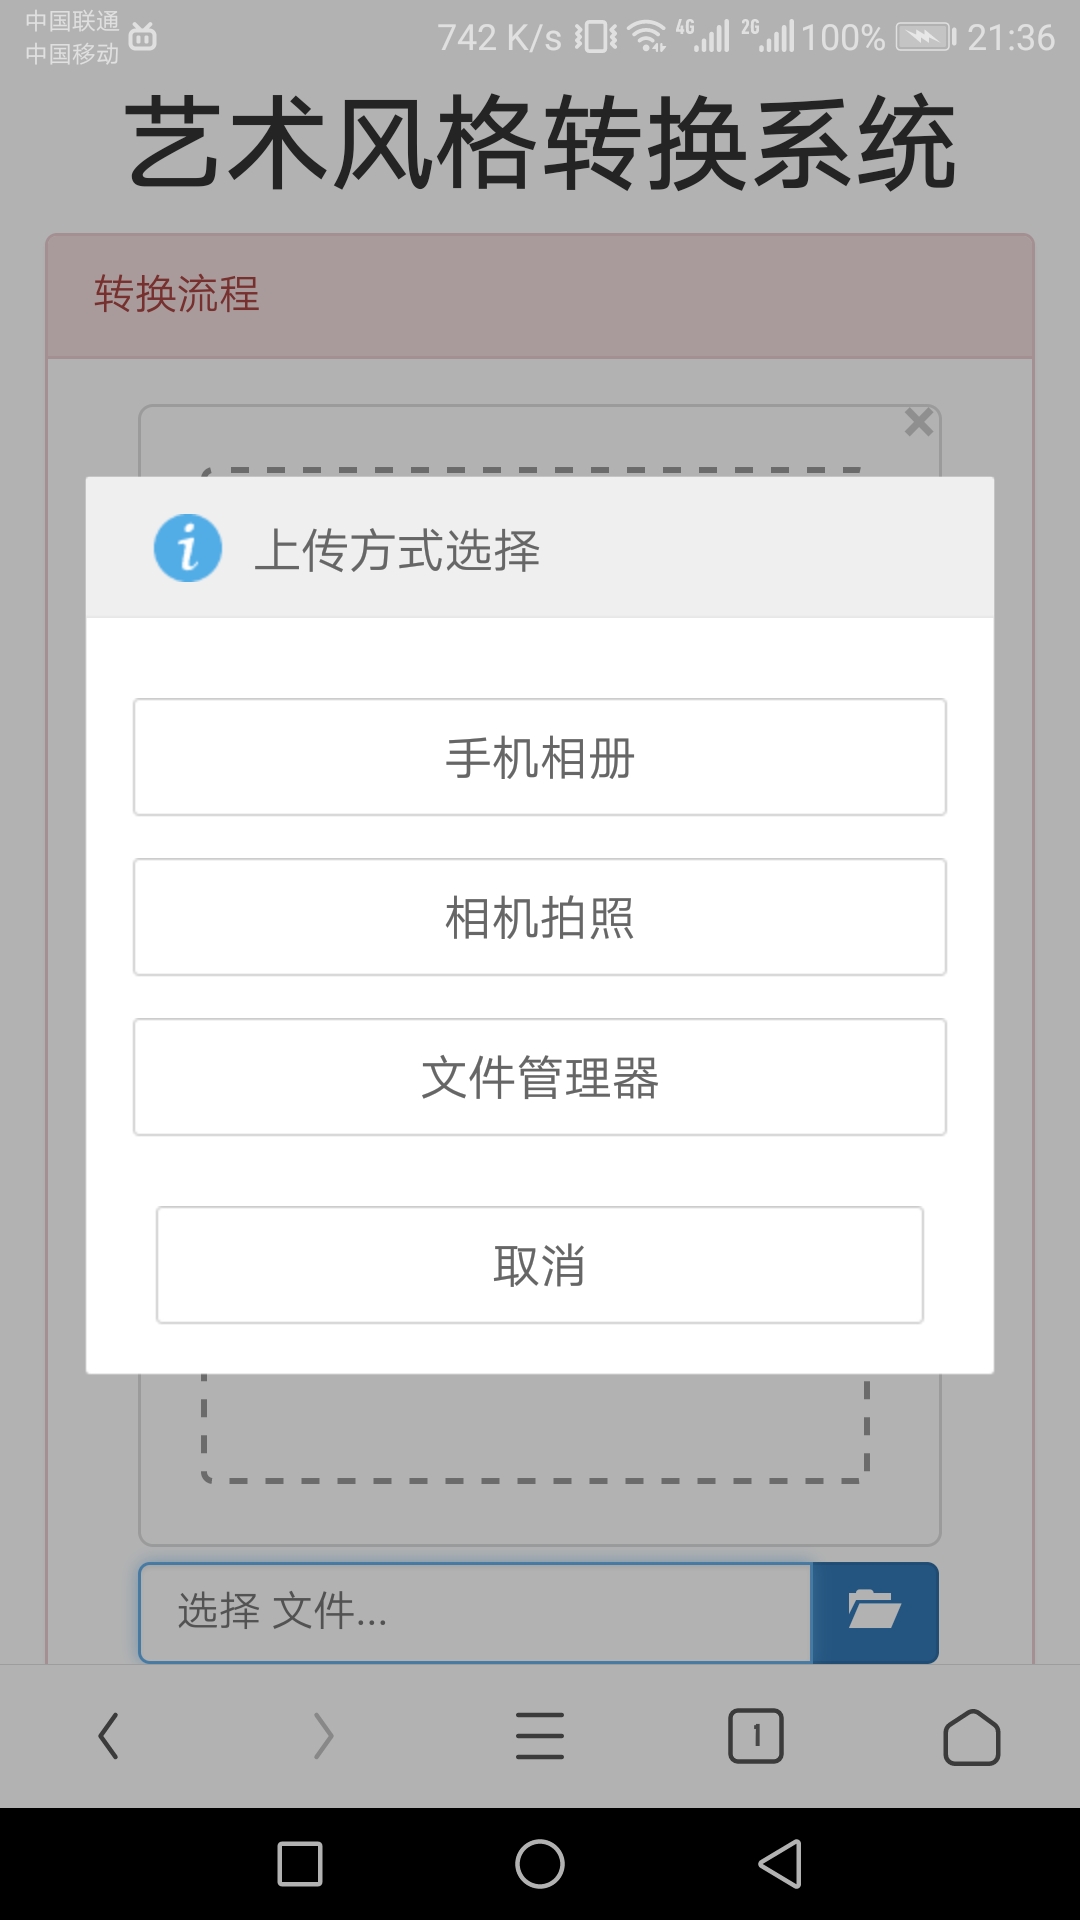 中国联通
中国移动
742 K/s 4G 2G 100% 21:36
艺术风格转换系统
转换流程
上传方式选择
手机相册
相机拍照
文件管理器
取消
选择 文件...
1